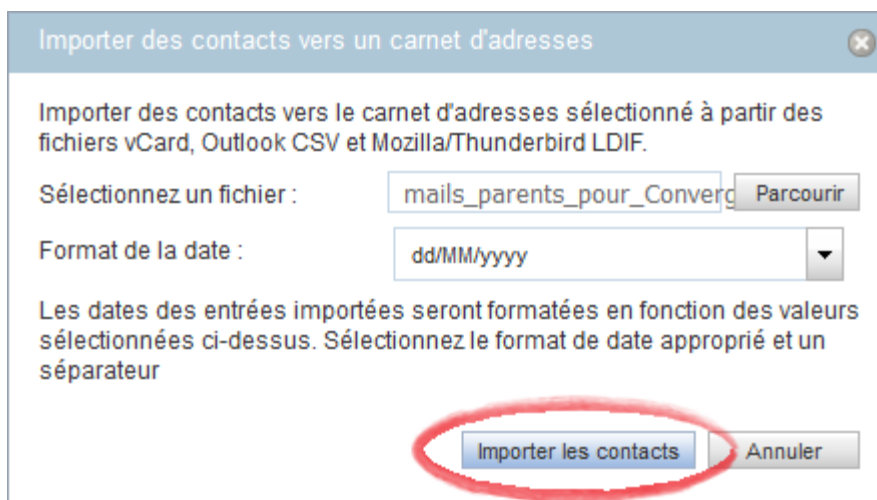 Importer des contacts vers un carnet d'adresses
Importer des contacts vers le carnet d'adresses sélectionné à partir des
fichiers vCard, Outlook CSV et Mozilla/Thunderbird LDIF.
Sélectionnez un fichier : mails_parents_pour_Converg Parcourir
Format de la date : dd/MM/yyyy
Les dates des entrées importées seront formatées en fonction des valeurs
sélectionnées ci-dessus. Sélectionnez le format de date approprié et un
séparateur
Importer les contacts Annuler